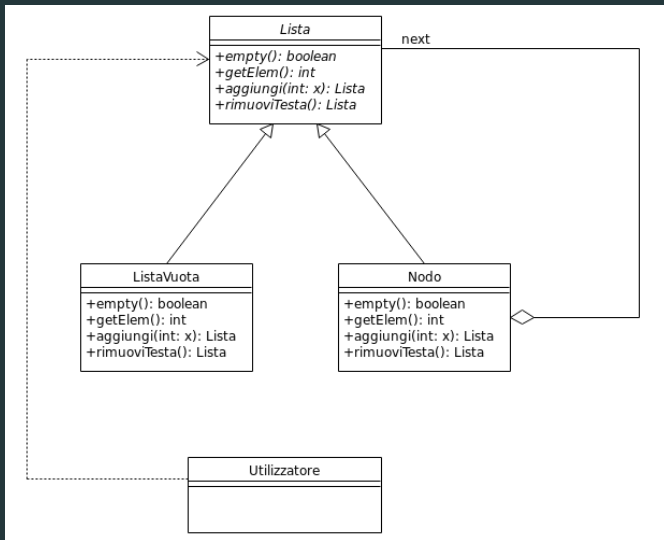 Lista
next
+empty(): boolean
+getElem(): int
+aggiungi(int: x): Lista
+rimuoviTesta(): Lista
ListaVuota
+empty(): boolean
+getElem(): int
+aggiungi(int: x): Lista
+rimuoviTesta(): Lista
Nodo
+empty(): boolean
+getElem(): int
+aggiungi(int: x): Lista
+rimuoviTesta(): Lista
Utilizzatore